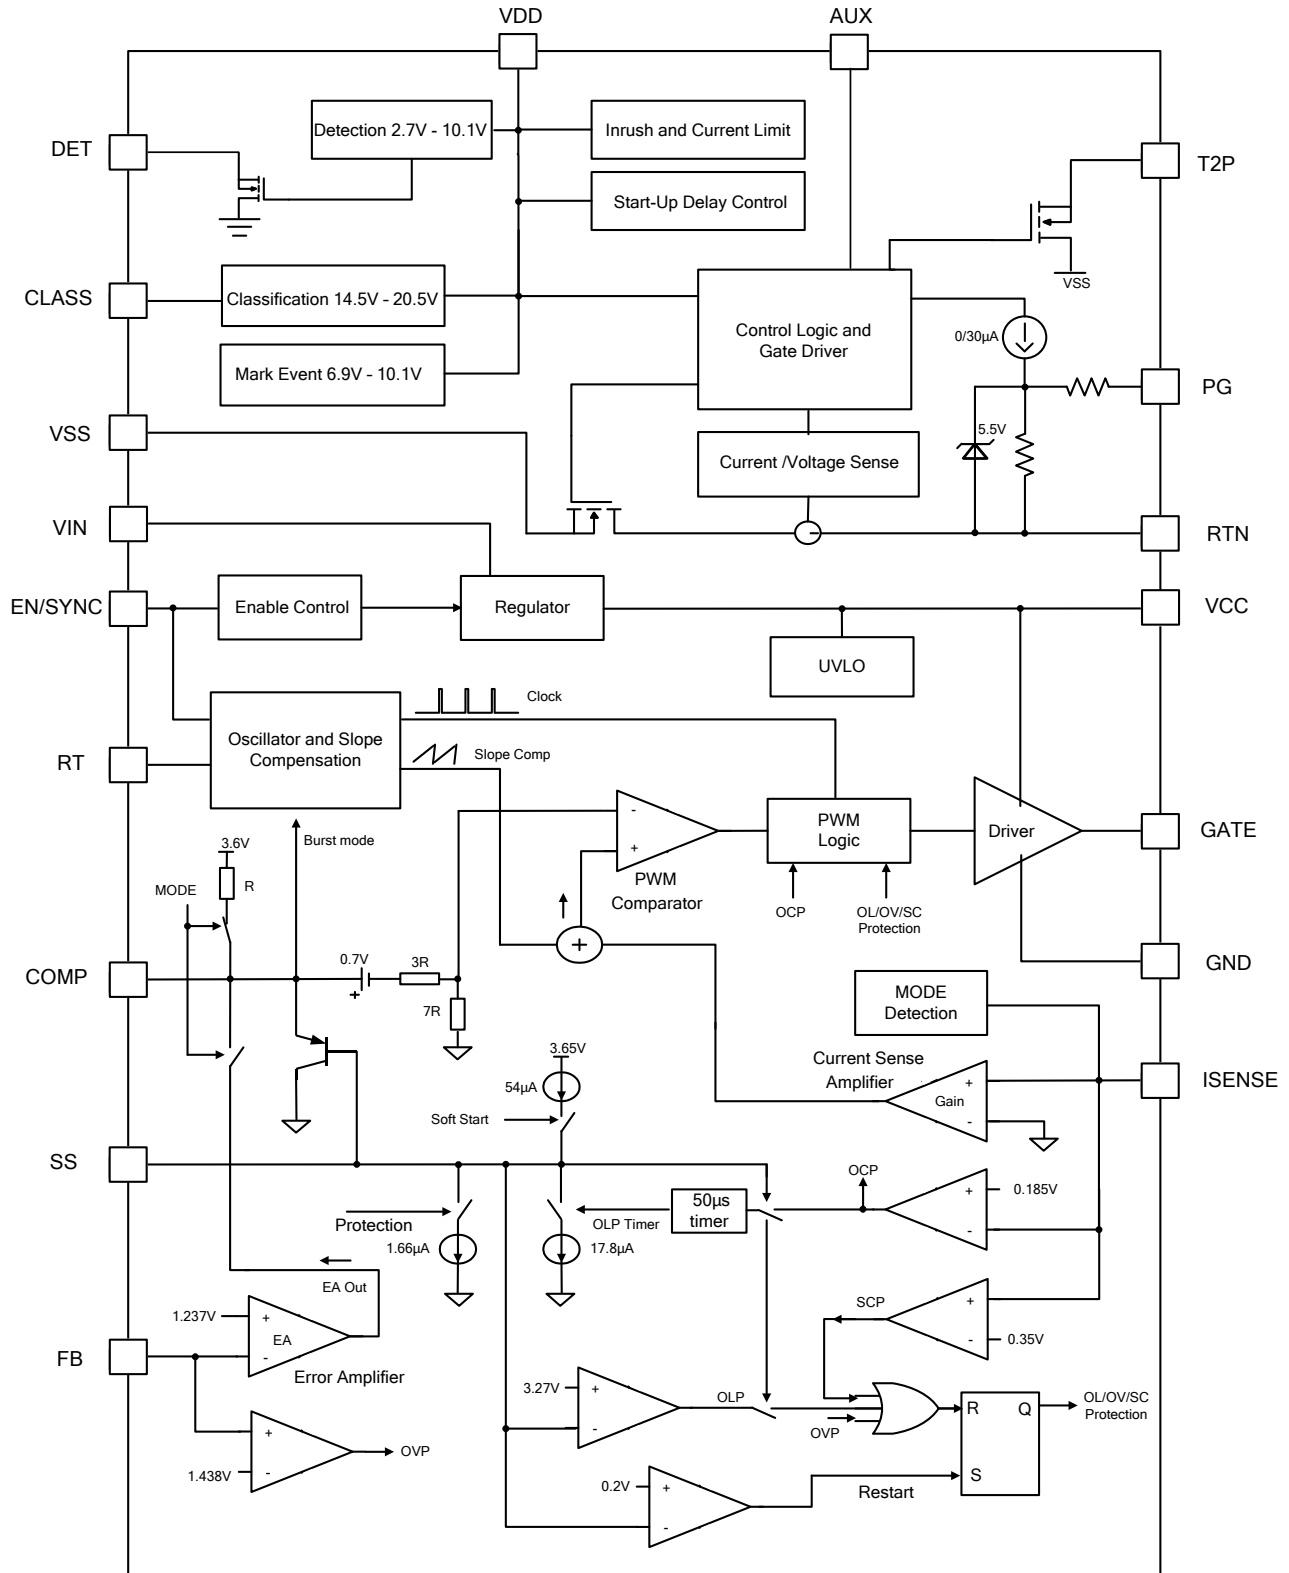 VDD
AUX
DET
Detection 2.7V - 10.1V
Inrush and Current Limit
T2P
Start-Up Delay Control
VSS
CLASS
Classification 14.5V - 20.5V
Control Logic and
Gate Driver
0/30µA
Mark Event 6.9V - 10.1V
PG
VSS
5.5V
Current /Voltage Sense
VIN
RTN
EN/SYNC
Enable Control
Regulator
VCC
UVLO
Clock
Oscillator and Slope
Compensation
Slope Comp
RT
-
+
PWM
Comparator
PWM
Logic
Driver
GATE
Burst mode
3.6V
R
MODE
OCP
OL/OV/SC
Protection
+
COMP
0.7V
+
3R
7R
GND
MODE
Detection
3.65V
54µA
Current Sense
Amplifier
+
Gain
-
ISENSE
Soft Start
SS
OCP
+
0.185V
-
50µs
timer
Protection
OLP Timer
1.66µA
17.8µA
EA Out
SCP
+
-
0.35V
1.237V
+
EA
-
FB
Error Amplifier
3.27V
+
-
OLP
OVP
R
Q
S
OL/OV/SC
Protection
+
1.438V
-
OVP
0.2V
+
-
Restart